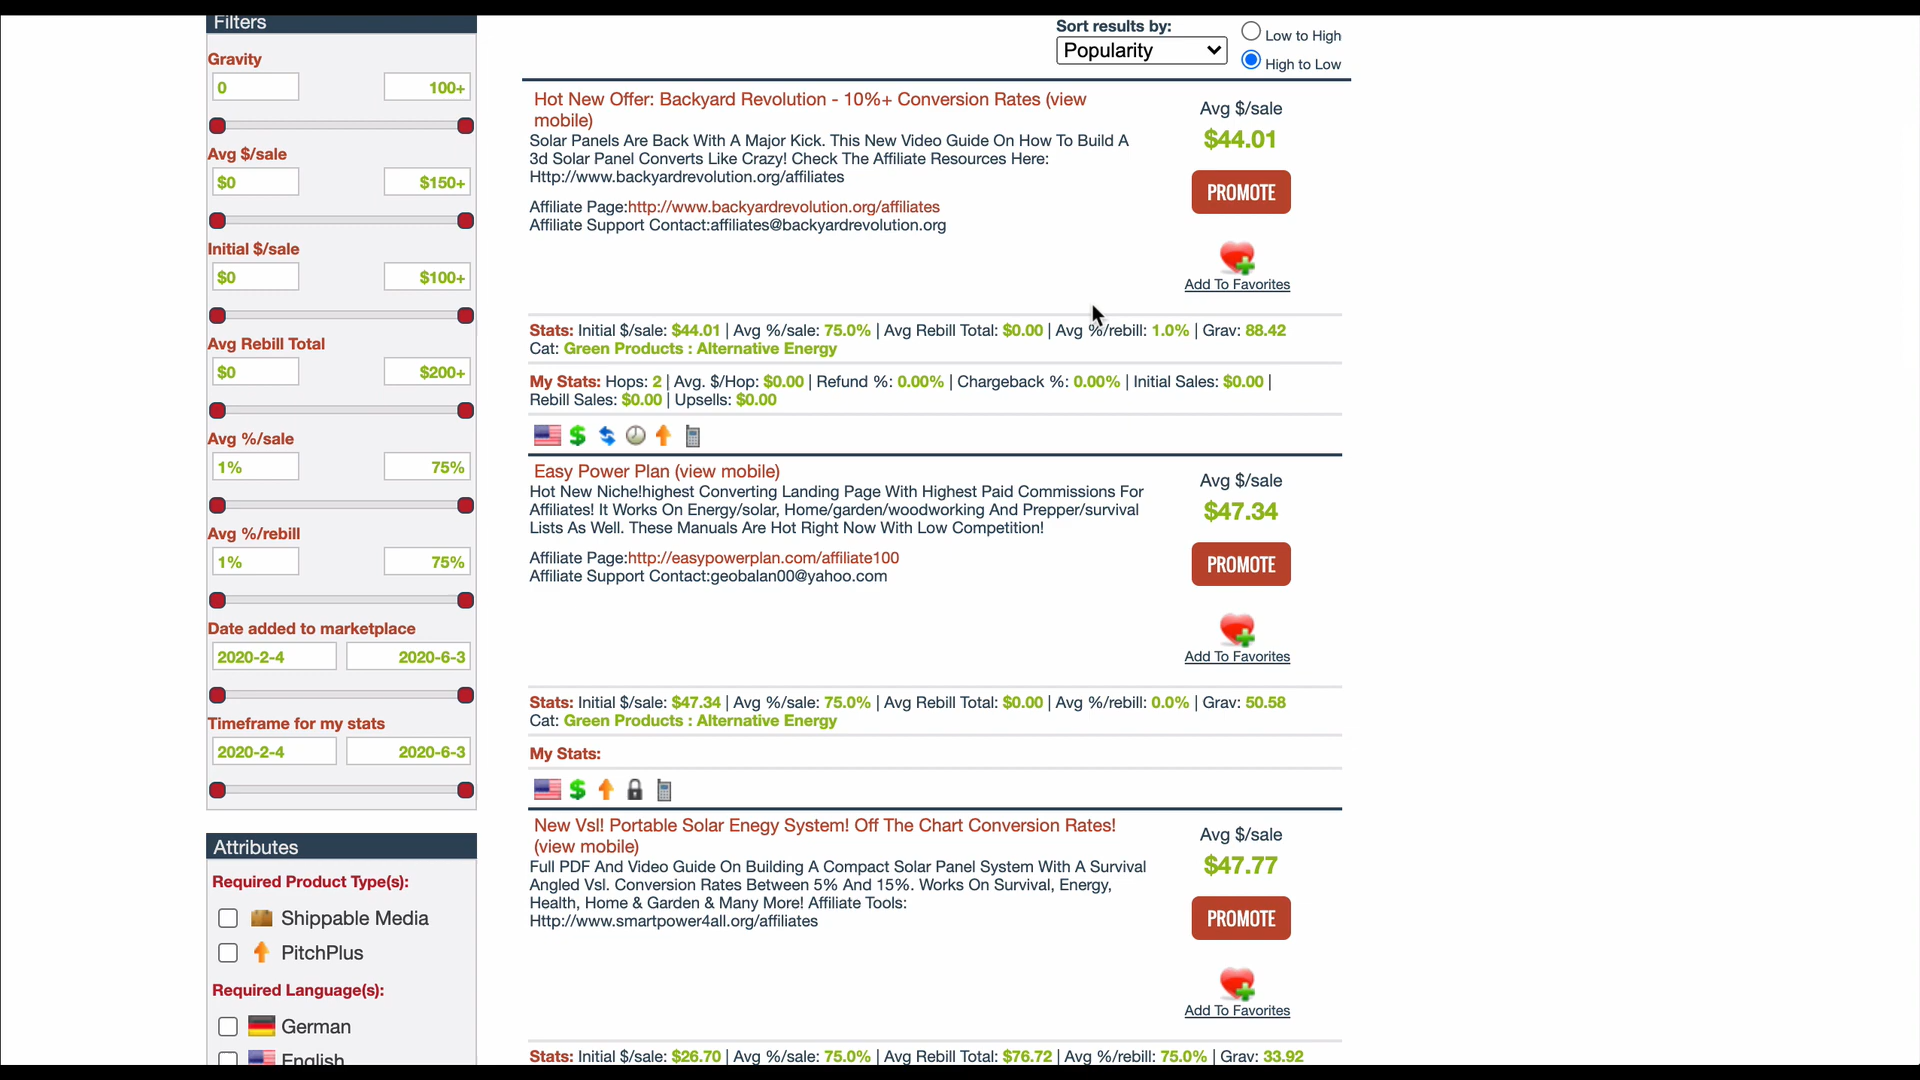 Filters
Gravity
0 100+
Avg $/sale
$0 $150+
Initial $/sale
$0 $100+
Avg Rebill Total
$0 $200+
Avg %/sale
1% 75%
Avg %/rebill
1% 75%
Date added to marketplace
2020-2-4 2020-6-3
Timeframe for my stats
2020-2-4 2020-6-3
Attributes
Required Product Type(s):
Shippable Media
PitchPlus
Required Language(s):
German
English
Sort results by:
Popularity
Low to High
High to Low
Hot New Offer: Backyard Revolution - 10%+ Conversion Rates (view
mobile)
Solar Panels Are Back With A Major Kick. This New Video Guide On How To Build A
3d Solar Panel Converts Like Crazy! Check The Affiliate Resources Here:
Http://www.backyardrevolution.org/affiliates
Affiliate Page:http://www.backyardrevolution.org/affiliates
Affiliate Support Contact:affiliates@backyardrevolution.org
Avg $/sale
$44.01
PROMOTE
Add To Favorites
Stats: Initial $/sale: $44.01 | Avg %/sale: 75.0% | Avg Rebill Total: $0.00 | Avg %/rebill: 1.0% | Grav: 88.42
Cat: Green Products : Alternative Energy
My Stats: Hops: 2 | Avg. $/Hop: $0.00 | Refund %: 0.00% | Chargeback %: 0.00% | Initial Sales: $0.00 |
Rebill Sales: $0.00 | Upsells: $0.00
Easy Power Plan (view mobile)
Hot New Niche!highest Converting Landing Page With Highest Paid Commissions For
Affiliates! It Works On Energy/solar, Home/garden/woodworking And Prepper/survival
Lists As Well. These Manuals Are Hot Right Now With Low Competition!
Affiliate Page:http://easypowerplan.com/affiliate100
Affiliate Support Contact:geobalan00@yahoo.com
Avg $/sale
$47.34
PROMOTE
Add To Favorites
Stats: Initial $/sale: $47.34 | Avg %/sale: 75.0% | Avg Rebill Total: $0.00 | Avg %/rebill: 0.0% | Grav: 50.58
Cat: Green Products : Alternative Energy
My Stats:
New Vsl! Portable Solar Enegy System! Off The Chart Conversion Rates!
(view mobile)
Full PDF And Video Guide On Building A Compact Solar Panel System With A Survival
Angled Vsl. Conversion Rates Between 5% And 15%. Works On Survival, Energy,
Health, Home & Garden & Many More! Affiliate Tools:
Http://www.smartpower4all.org/affiliates
Avg $/sale
$47.77
PROMOTE
Add To Favorites
Stats: Initial $/sale: $26.70 | Avg %/sale: 75.0% | Avg Rebill Total: $76.72 | Avg %/rebill: 75.0% | Grav: 33.92